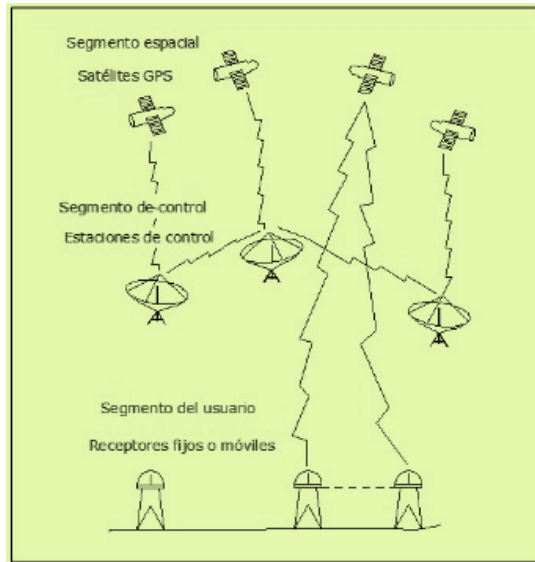 Segmento espacial
Satélites GPS
Segmento de control
Estaciones de control
Segmento del usuario
Receptores fijos o móviles